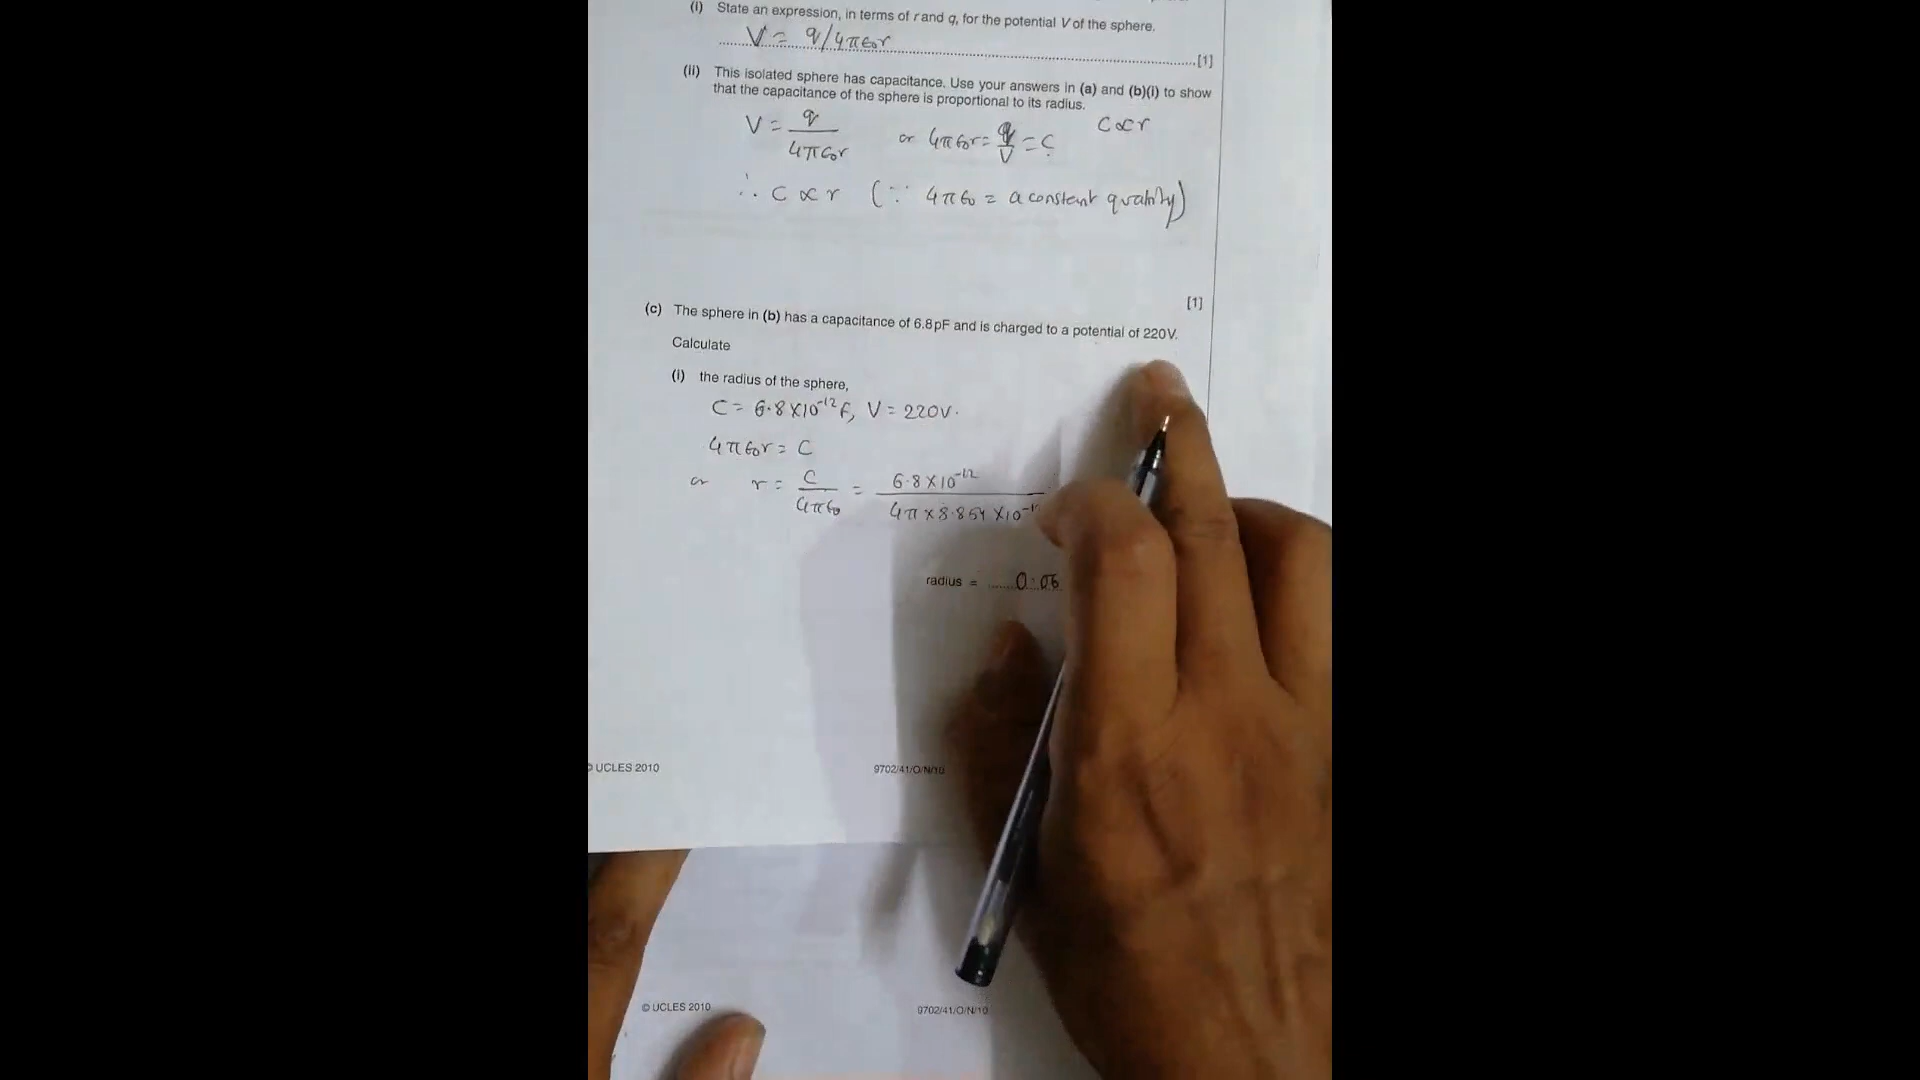 (i) State an expression, in terms of r and q, for the potential V of the sphere.
V = q/4πϵ₀r
[1]
(ii) This isolated sphere has capacitance. Use your answers in (a) and (b)(i) to show
that the capacitance of the sphere is proportional to its radius.
V = q/4πϵ₀r or 4πϵ₀r = q/V = C C ∝ r
∴ C ∝ r (∵ 4πϵ₀ = a constant quantity)
[1]
(c) The sphere in (b) has a capacitance of 6.8 pF and is charged to a potential of 220 V.
Calculate
(i) the radius of the sphere,
C = 6.8×10⁻¹² F, V = 220V.
4πϵ₀r = C
or r = C/4πϵ₀ = 6.8×10⁻¹²/4π×8.854×10
radius = 0.06
© UCLES 2010 9702/41/O/N/10
© UCLES 2010 9702/41/O/N/10